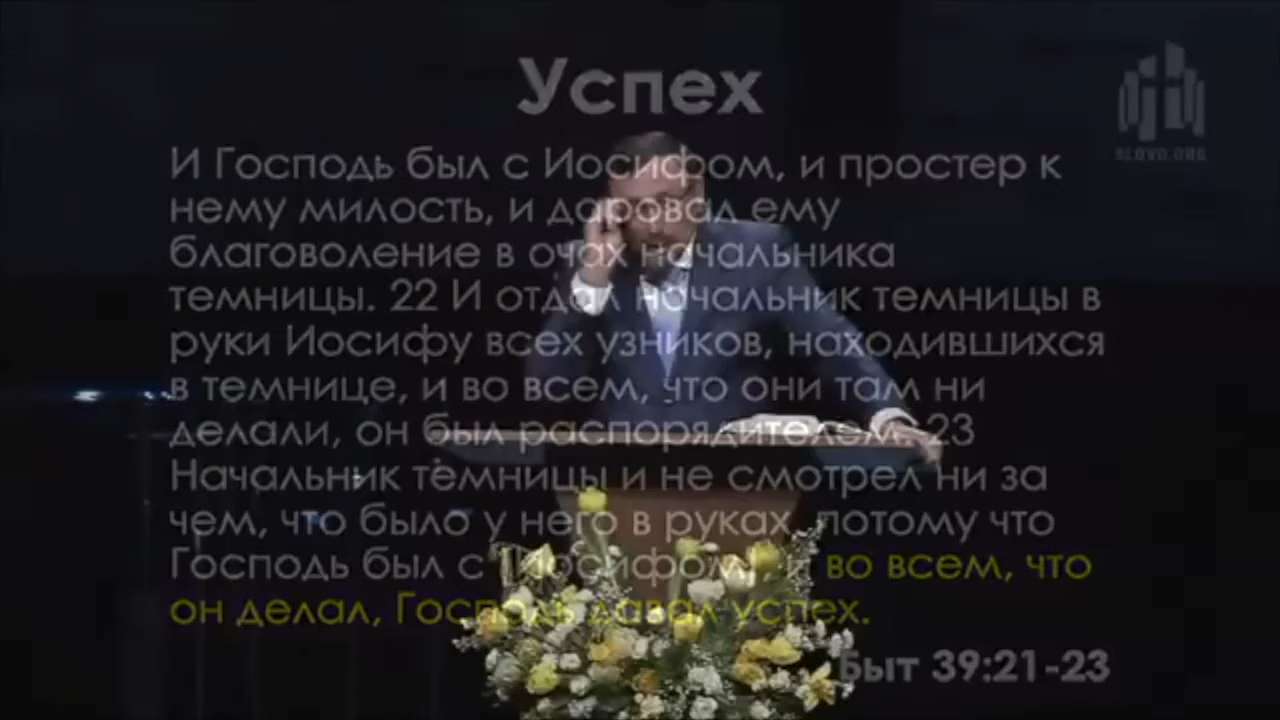 Успех
SLOVO.ORG
И Господь был с Иосифом, и простер к
нему милость, и даровал ему
благоволение в очах начальника
темницы. 22 И отдал начальник темницы в
руки Иосифу всех узников, находившихся
в темнице, и во всем, что они там ни
делали, он был распорядителем. 23
Начальник темницы и не смотрел ни за
чем, что было у него в руках, потому что
Господь был с Иосифом, и во всем, что
он делал, Господь давал успех.
Быт 39:21-23